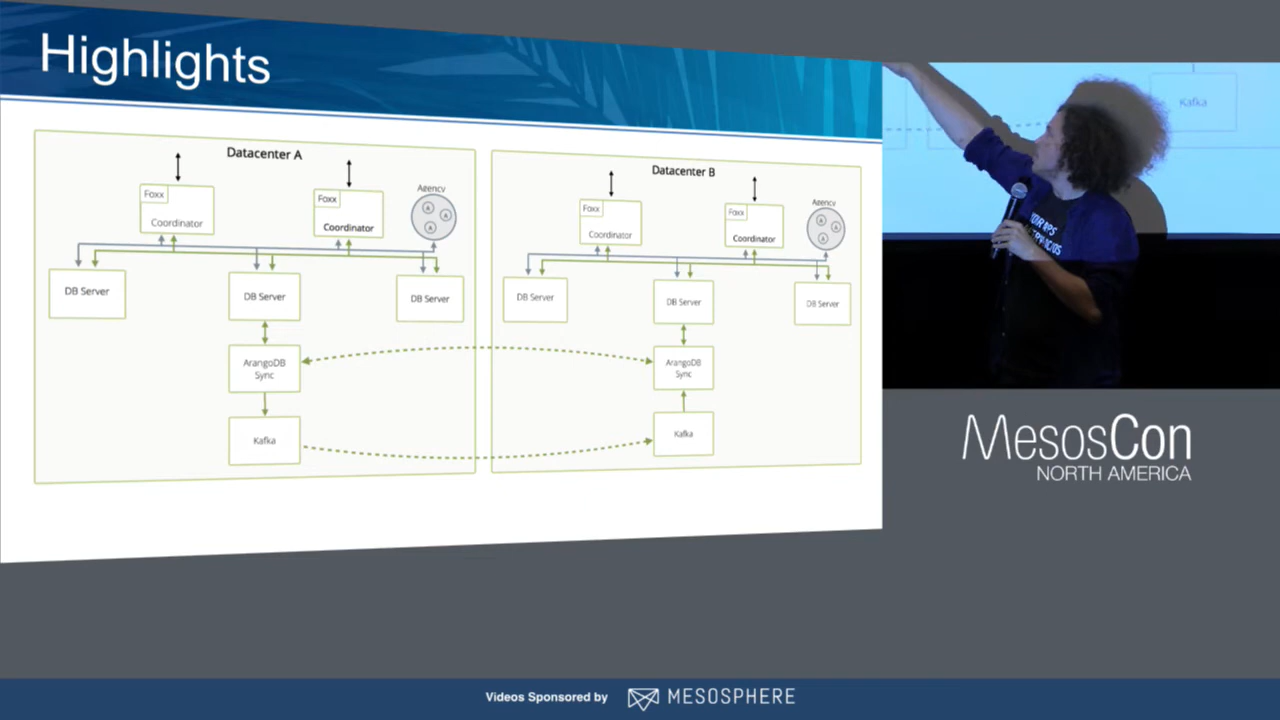 Highlights
Datacenter A
Foxx
Coordinator
Foxx
Coordinator
Agency
A
A
A
DB Server
DB Server
DB Server
ArangoDB
Sync
Kafka
Datacenter B
Foxx
Coordinator
Foxx
Coordinator
Agency
A
A
A
DB Server
DB Server
DB Server
ArangoDB
Sync
Kafka
Kafka
MesosCon
NORTH AMERICA
Videos Sponsored by
MESOSPHERE